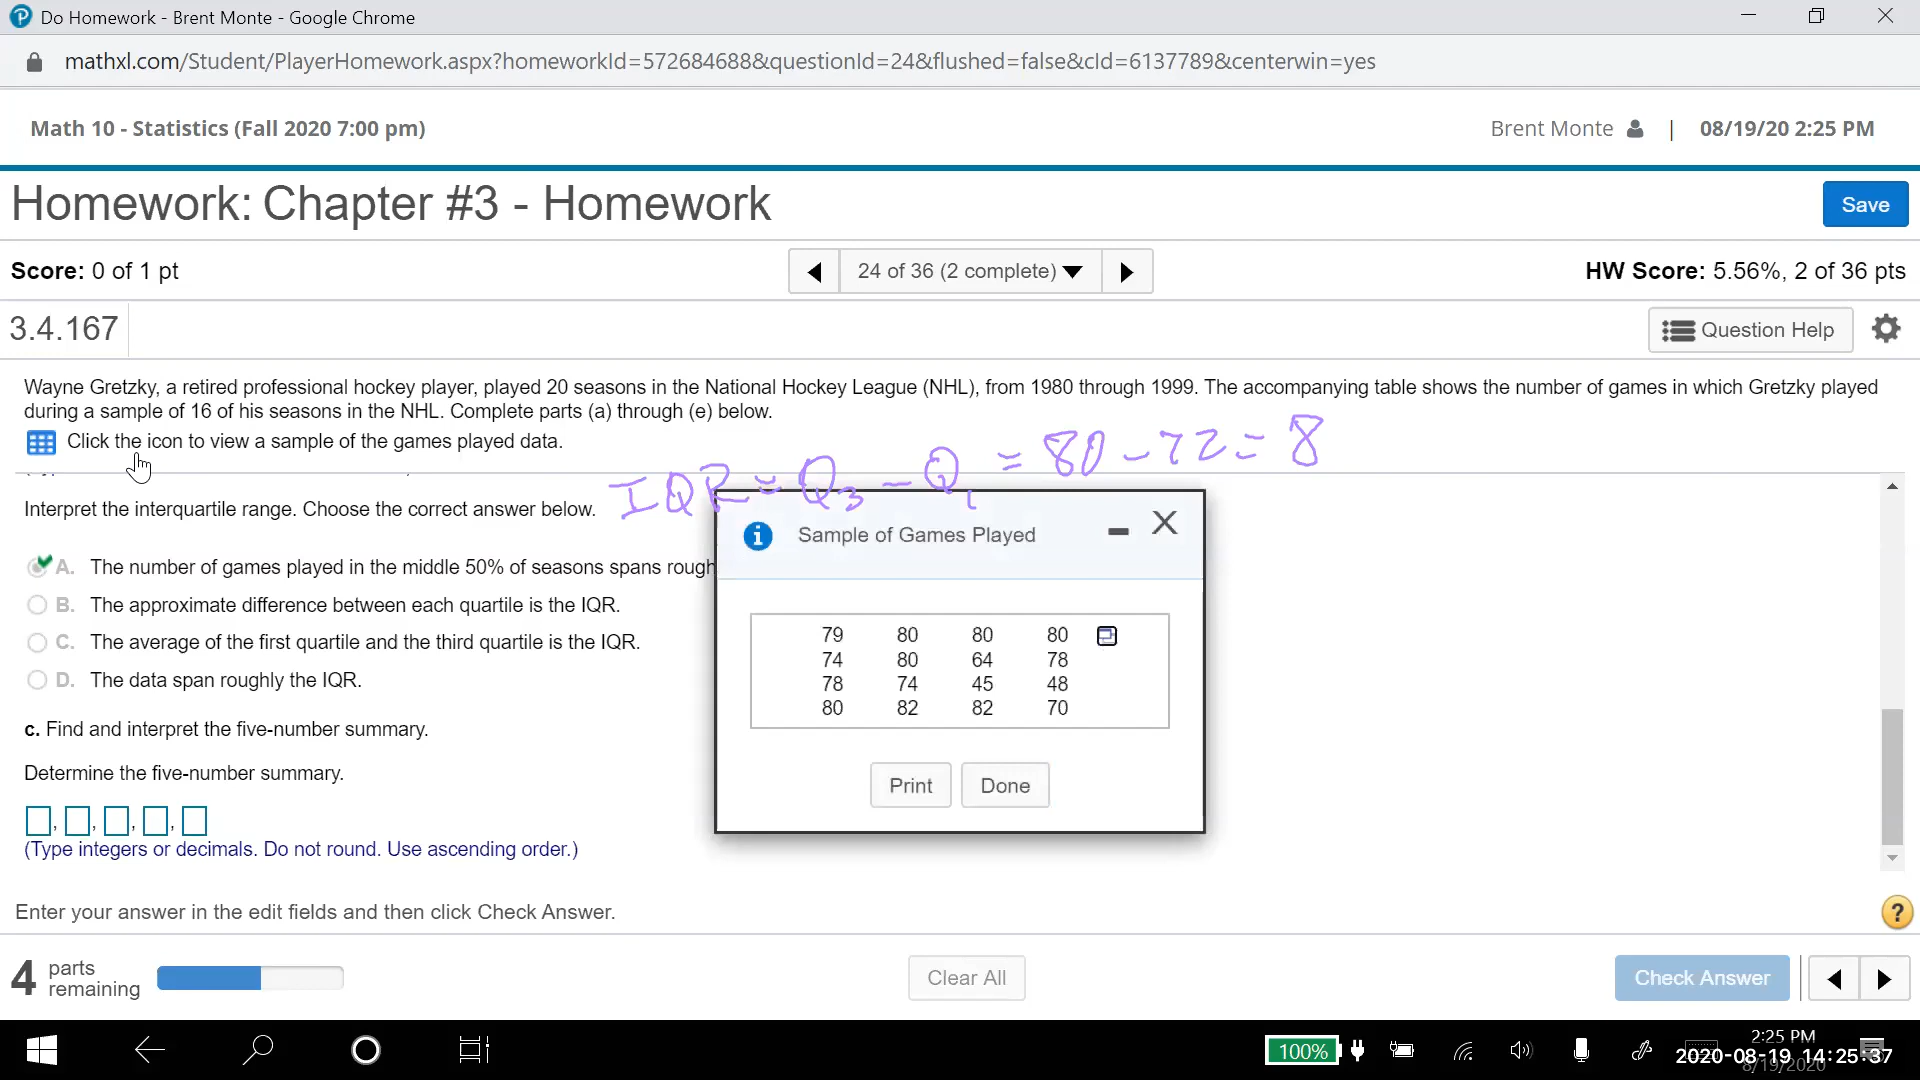 Do Homework - Brent Monte - Google Chrome
mathxl.com/Student/PlayerHomework.aspx?homeworkId=572684688&questionId=24&flushed=false&cId=6137789&centerwin=yes
Math 10 - Statistics (Fall 2020 7:00 pm)
Brent Monte | 08/19/20 2:25 PM
Homework: Chapter #3 - Homework
Save
Score: 0 of 1 pt
24 of 36 (2 complete)
HW Score: 5.56%, 2 of 36 pts
3.4.167
Question Help
Wayne Gretzky, a retired professional hockey player, played 20 seasons in the National Hockey League (NHL), from 1980 through 1999. The accompanying table shows the number of games in which Gretzky played
during a sample of 16 of his seasons in the NHL. Complete parts (a) through (e) below.
Click the icon to view a sample of the games played data.
IQR = Q3 - Q1 = 80 - 72 = 8
Interpret the interquartile range. Choose the correct answer below.
A. The number of games played in the middle 50% of seasons spans rough
B. The approximate difference between each quartile is the IQR.
C. The average of the first quartile and the third quartile is the IQR.
D. The data span roughly the IQR.
c. Find and interpret the five-number summary.
Determine the five-number summary.
, , , ,
(Type integers or decimals. Do not round. Use ascending order.)
Sample of Games Played
79 80 80 80
74 80 64 78
78 74 45 48
80 82 82 70
Print Done
Enter your answer in the edit fields and then click Check Answer.
?
4 parts
remaining
Clear All
Check Answer
100%
2:25 PM
2020-08-19 14:25:37
8/19/2020